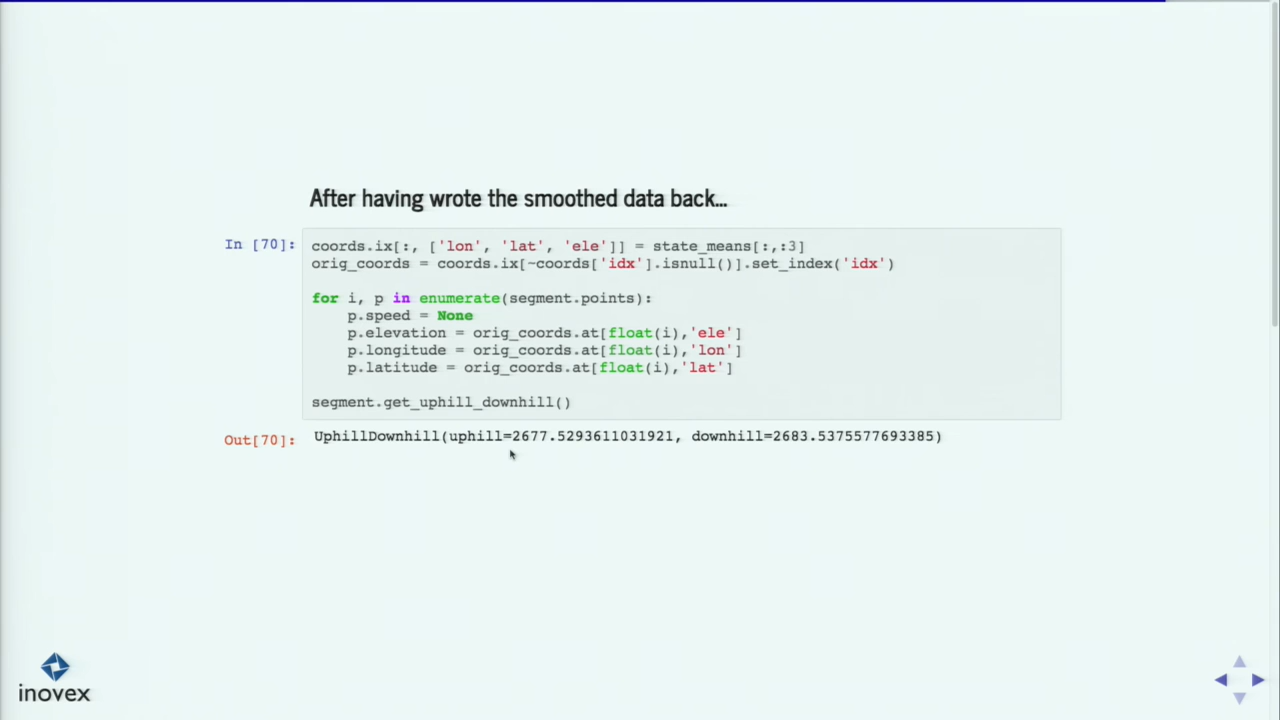 After having wrote the smoothed data back...
In [70]:
coords.ix[:, ['lon', 'lat', 'ele']] = state_means[:,:3]
orig_coords = coords.ix[~coords['idx'].isnull()].set_index('idx')
for i, p in enumerate(segment.points):
    p.speed = None
    p.elevation = orig_coords.at[float(i),'ele']
    p.longitude = orig_coords.at[float(i),'lon']
    p.latitude = orig_coords.at[float(i),'lat']
segment.get_uphill_downhill()
Out[70]:
UphillDownhill(uphill=2677.5293611031921, downhill=2683.5375577693385)
inovex